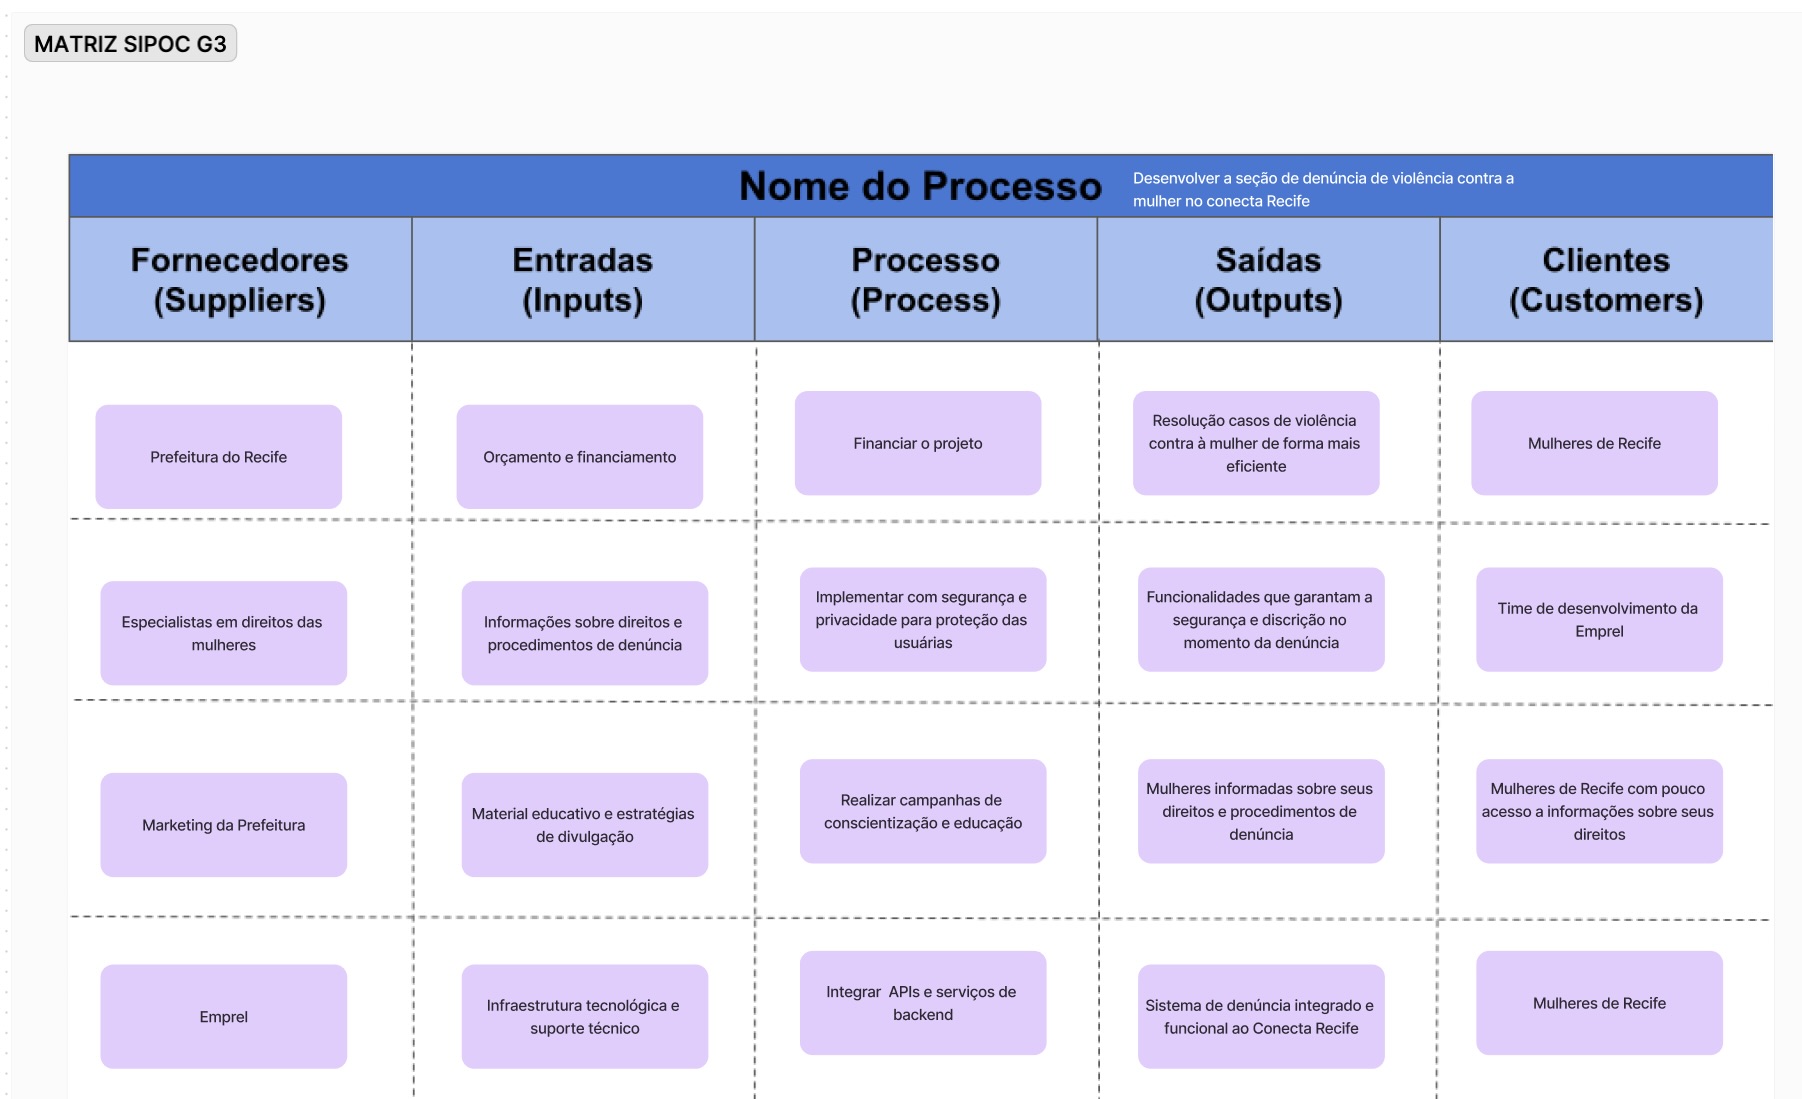 MATRIZ SIPOC G3
Nome do Processo
Desenvolver a seção de denúncia de violência contra a
mulher no conecta Recife
Fornecedores
(Suppliers)
Entradas
(Inputs)
Processo
(Process)
Saídas
(Outputs)
Clientes
(Customers)
Prefeitura do Recife
Orçamento e financiamento
Financiar o projeto
Resolução casos de violência
contra à mulher de forma mais
eficiente
Mulheres de Recife
Especialistas em direitos das
mulheres
Informações sobre direitos e
procedimentos de denúncia
Implementar com segurança e
privacidade para proteção das
usuárias
Funcionalidades que garantam a
segurança e discrição no
momento da denúncia
Time de desenvolvimento da
Emprel
Marketing da Prefeitura
Material educativo e estratégias
de divulgação
Realizar campanhas de
conscientização e educação
Mulheres informadas sobre seus
direitos e procedimentos de
denúncia
Mulheres de Recife com pouco
acesso a informações sobre seus
direitos
Emprel
Infraestrutura tecnológica e
suporte técnico
Integrar  APIs e serviços de
backend
Sistema de denúncia integrado e
funcional ao Conecta Recife
Mulheres de Recife